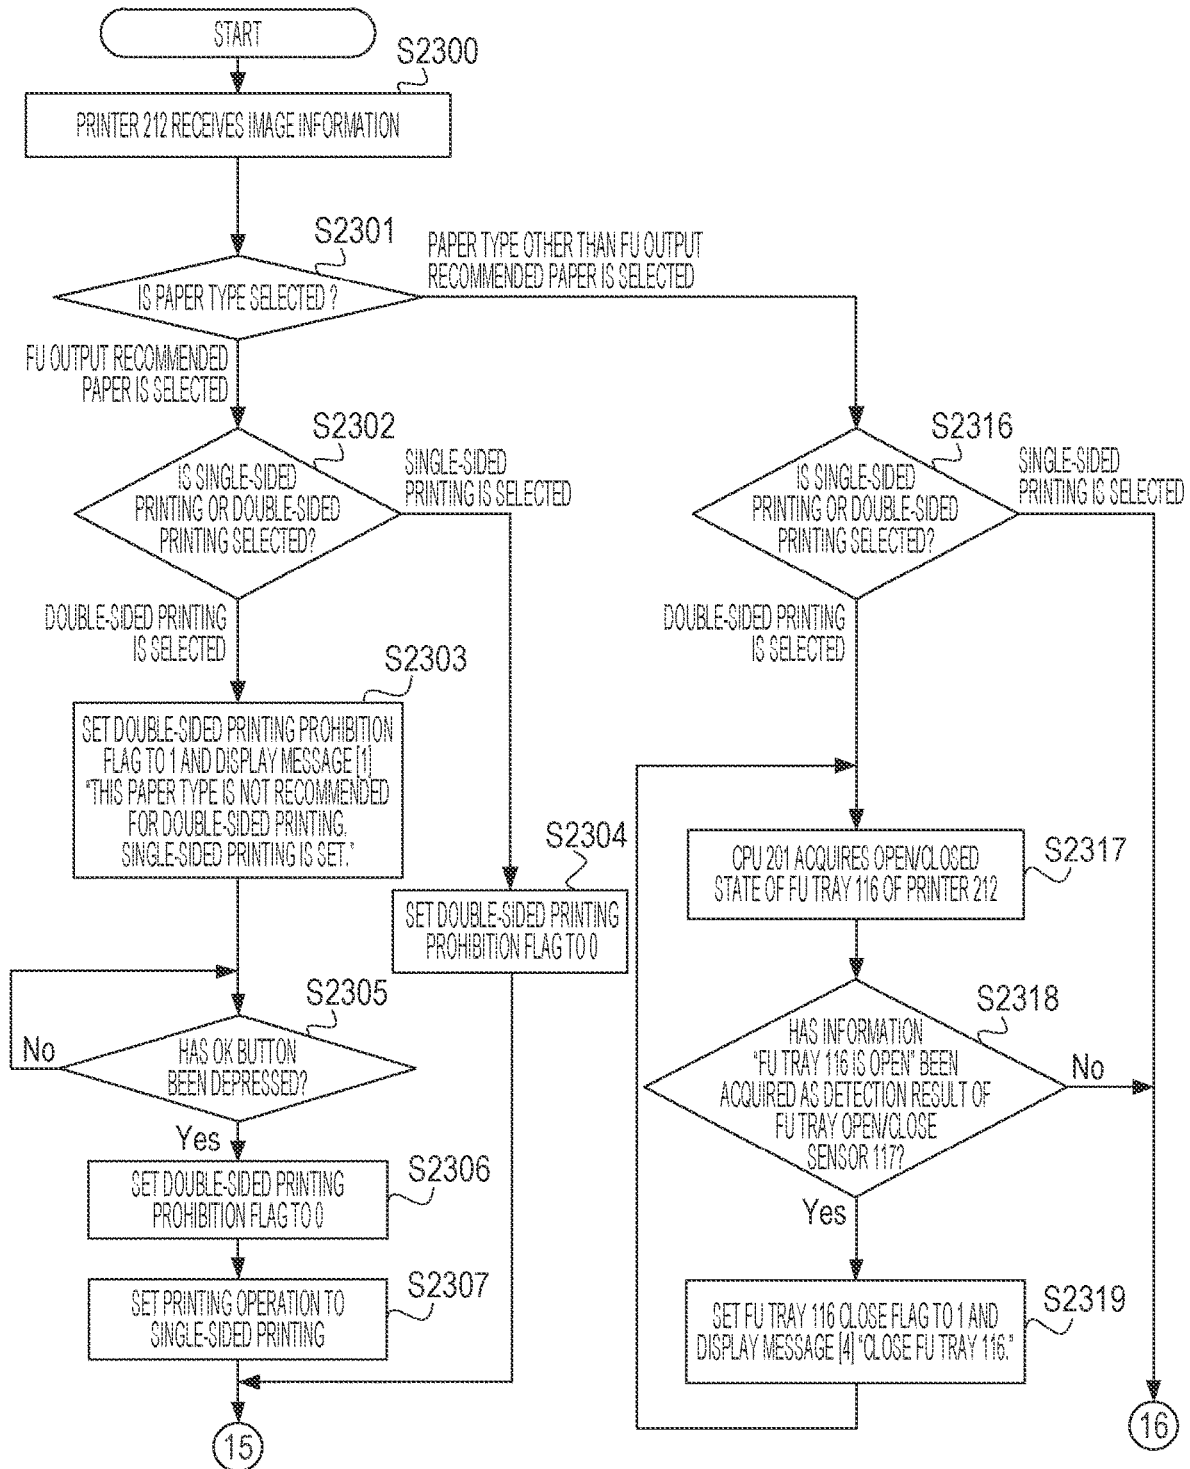 START
S2300
PRINTER 212 RECEIVES IMAGE INFORMATION
S2301
PAPER TYPE OTHER THAN FU OUTPUT
RECOMMENDED PAPER IS SELECTED
IS PAPER TYPE SELECTED ?
FU OUTPUT RECOMMENDED
PAPER IS SELECTED
S2302
SINGLE-SIDED
PRINTING IS SELECTED
IS SINGLE-SIDED
PRINTING OR DOUBLE-SIDED
PRINTING SELECTED?
DOUBLE-SIDED PRINTING
IS SELECTED
S2303
SET DOUBLE-SIDED PRINTING PROHIBITION
FLAG TO 1 AND DISPLAY MESSAGE [1]
"THIS PAPER TYPE IS NOT RECOMMENDED
FOR DOUBLE-SIDED PRINTING.
SINGLE-SIDED PRINTING IS SET."
S2304
SET DOUBLE-SIDED PRINTING
PROHIBITION FLAG TO 0
S2305
No
HAS OK BUTTON
BEEN DEPRESSED?
Yes
S2306
SET DOUBLE-SIDED PRINTING
PROHIBITION FLAG TO 0
S2307
SET PRINTING OPERATION TO
SINGLE-SIDED PRINTING
15
S2316
SINGLE-SIDED
PRINTING IS SELECTED
IS SINGLE-SIDED
PRINTING OR DOUBLE-SIDED
PRINTING SELECTED?
DOUBLE-SIDED PRINTING
IS SELECTED
S2317
CPU 201 ACQUIRES OPEN/CLOSED
STATE OF FU TRAY 116 OF PRINTER 212
S2318
HAS INFORMATION
"FU TRAY 116 IS OPEN" BEEN
ACQUIRED AS DETECTION RESULT OF
FU TRAY OPEN/CLOSE
SENSOR 117?
No
Yes
S2319
SET FU TRAY 116 CLOSE FLAG TO 1 AND
DISPLAY MESSAGE [4] "CLOSE FU TRAY 116."
16